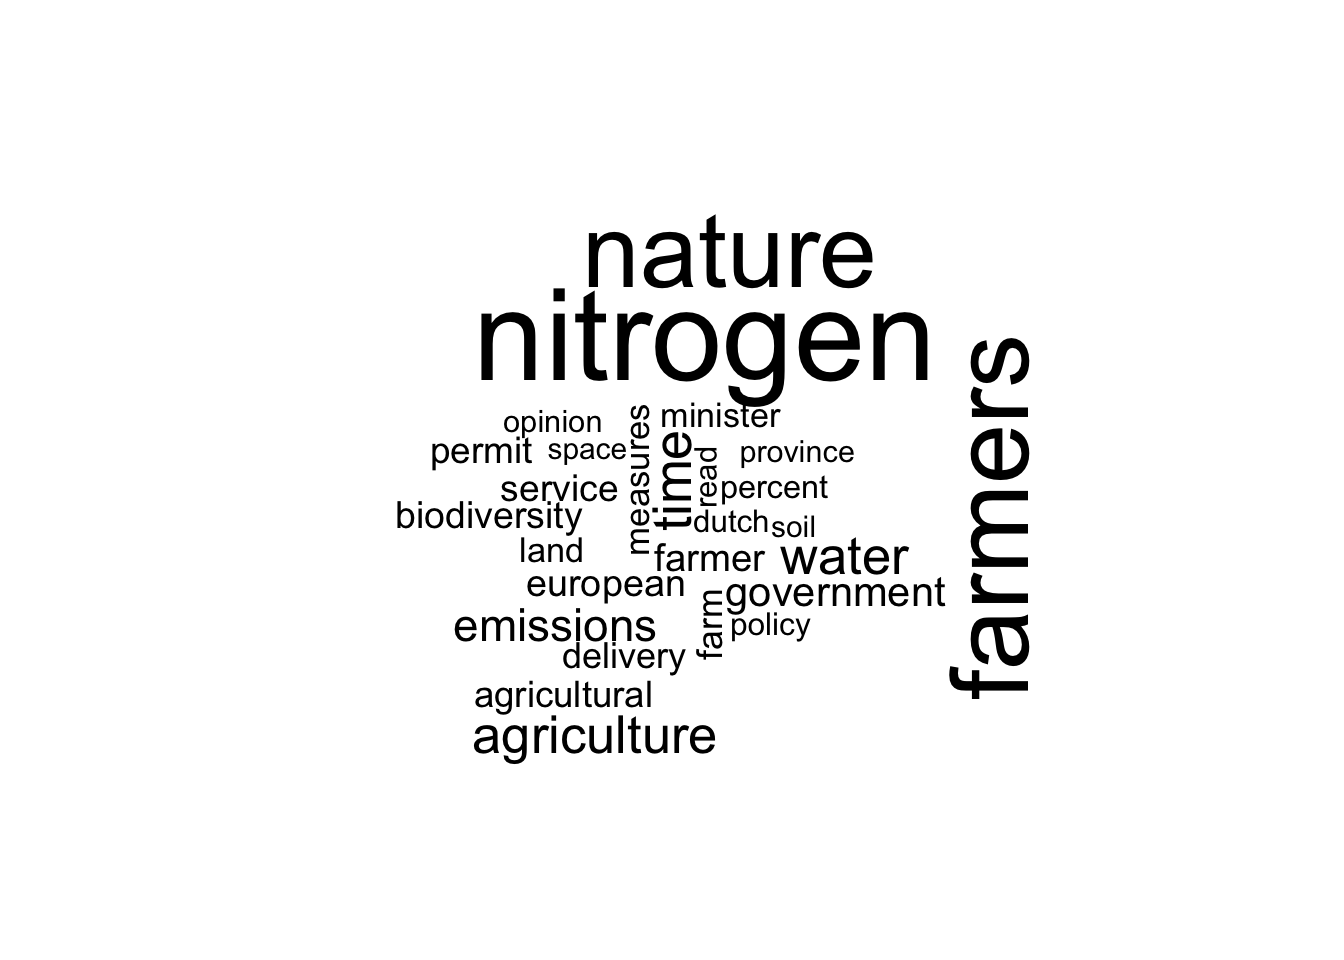 nature
nitrogen
farmers
opinion
measures
minister
permit
space
time
read
province
service
percent
biodiversity
dutch
soil
land
farmer
water
european
farm
government
emissions
policy
delivery
agricultural
agriculture